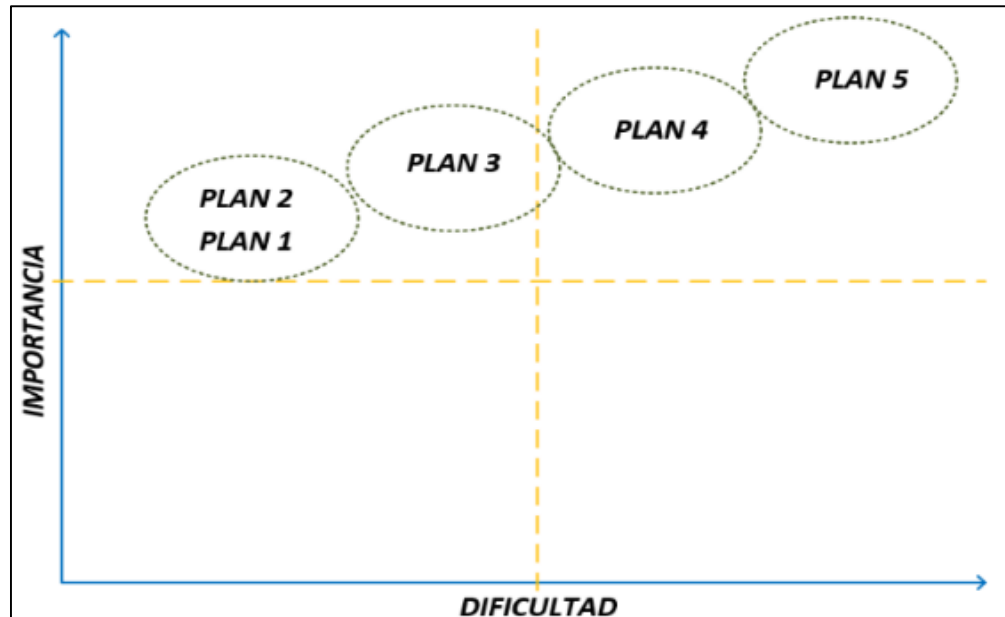 PLAN 5
PLAN 4
PLAN 3
PLAN 2
PLAN 1
IMPORTANCIA
DIFICULTAD